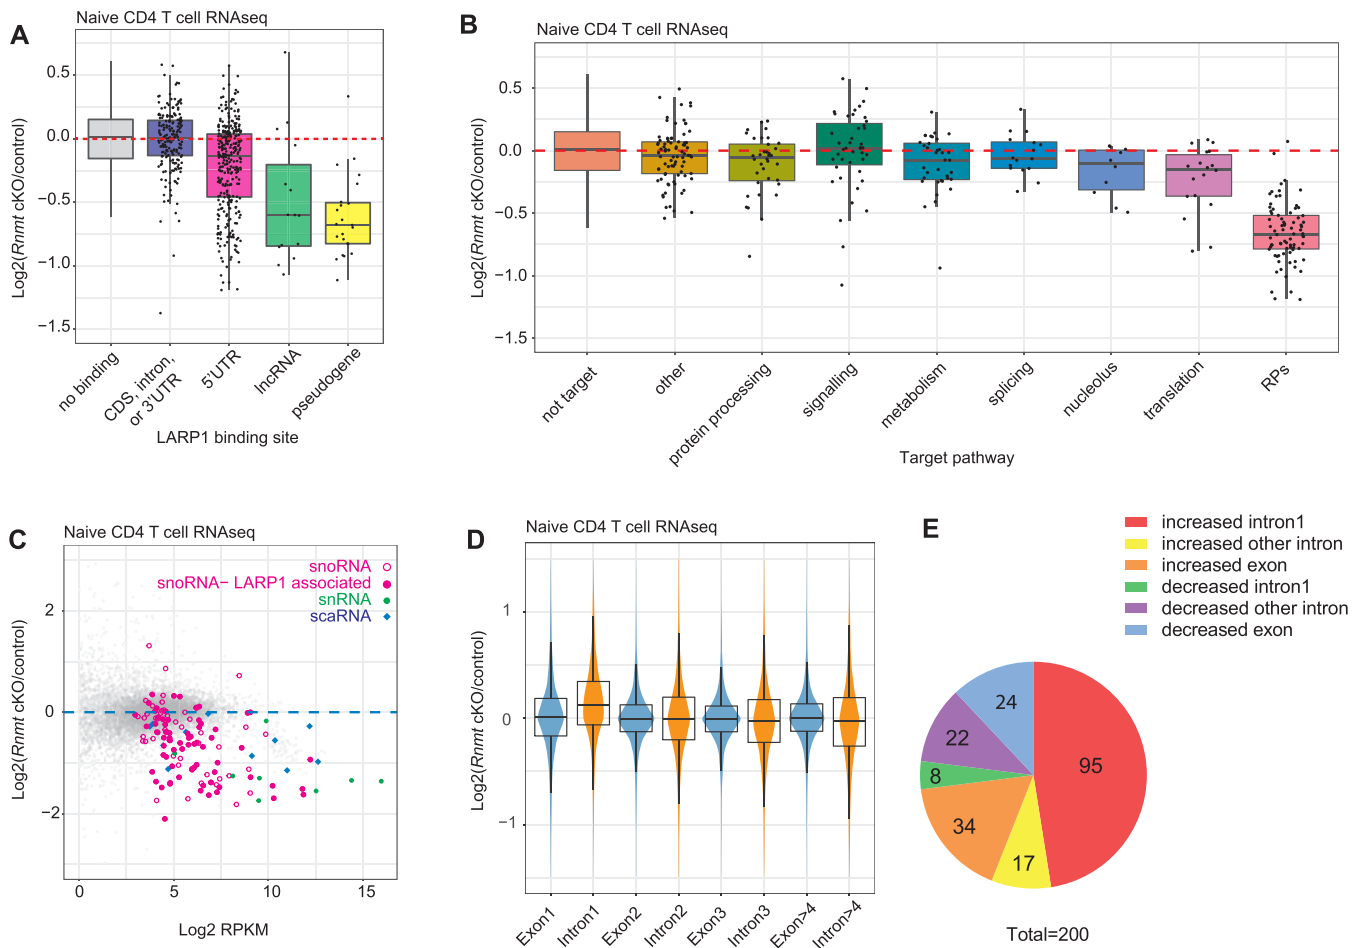 A
Naive CD4 T cell RNAseq
Log2(Rnmt cKO/control)
0.5
0.0
−0.5
−1.0
−1.5
no binding
CDS, intron,
or 3'UTR
5'UTR
lncRNA
pseudogene
LARP1 binding site
B
Naive CD4 T cell RNAseq
Log2(Rnmt cKO/control)
0.5
0.0
−0.5
−1.0
−1.5
not target
other
protein processing
signalling
metabolism
splicing
nucleolus
translation
RPs
Target pathway
C
Naive CD4 T cell RNAseq
snoRNA
snoRNA− LARP1 associated
snRNA
scaRNA
Log2(Rnmt cKO/control)
2
0
−2
0
5
10
15
Log2 RPKM
D
Naive CD4 T cell RNAseq
Log2(Rnmt cKO/control)
1
0
−1
Exon1
Intron1
Exon2
Intron2
Exon3
Intron3
Exon>4
Intron>4
E
increased intron1
increased other intron
increased exon
decreased intron1
decreased other intron
decreased exon
24
22
8
34
17
95
Total=200